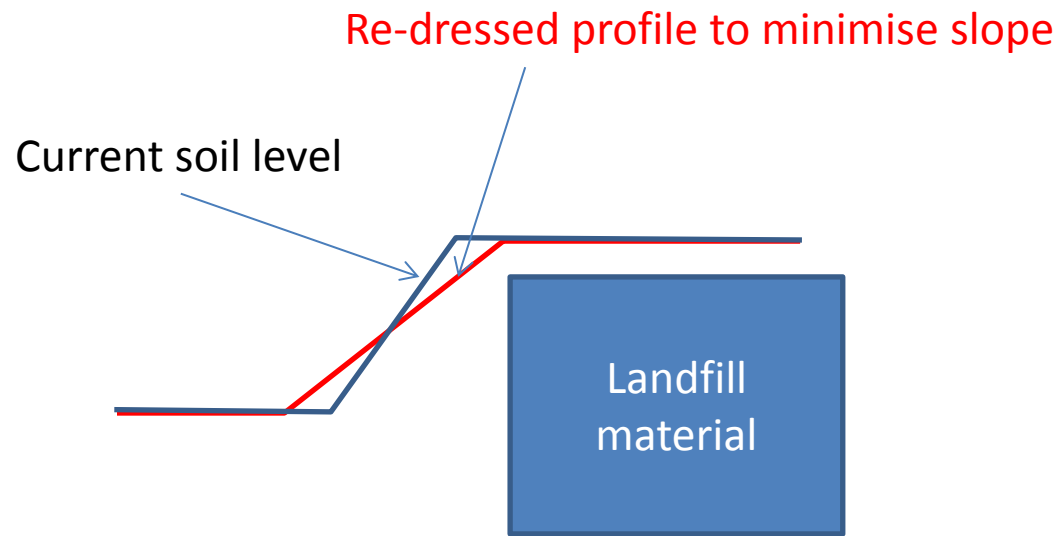 Re-dressed profile to minimise slope
Current soil level
Landfill
material